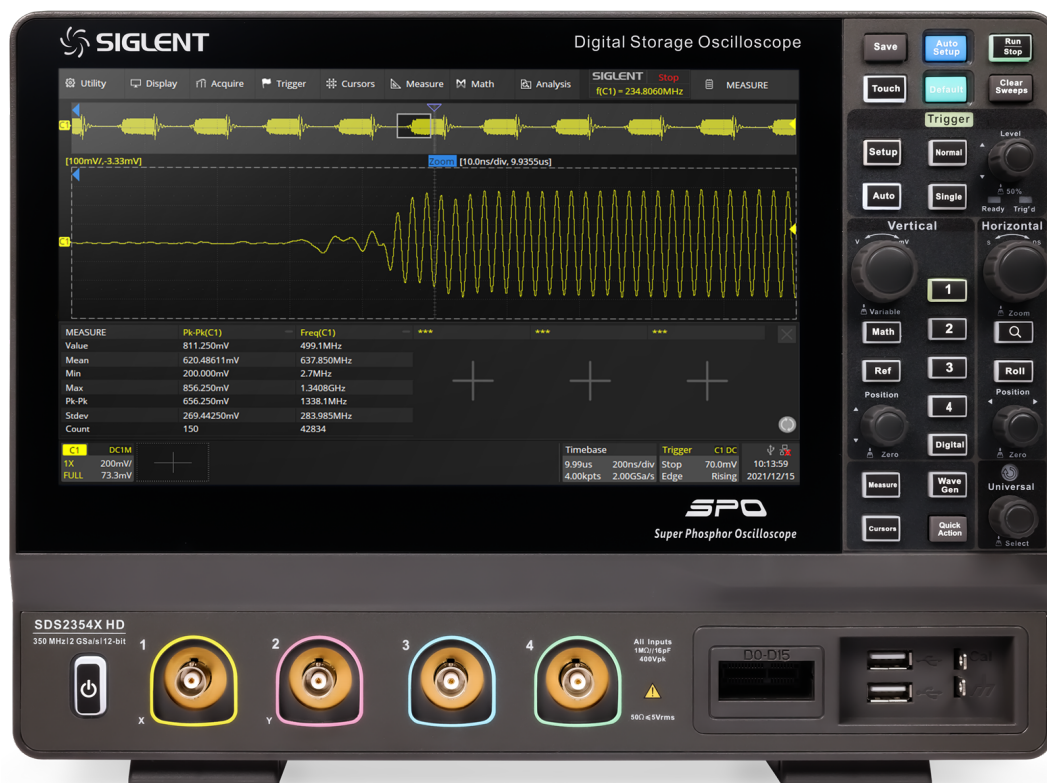 SIGLENT
Digital Storage Oscilloscope
Utility Display Acquire Trigger Cursors Measure Math Analysis
SIGLENT Stop
f(C1) = 234.8060MHz
MEASURE
C1
[100mV/,-3.33mV]
Zoom [10.0ns/div, 9.9355us]
C1
MEASURE Pk-Pk(C1) Freq(C1) *** *** ***
Value 811.250mV 499.1MHz
Mean 620.48611mV 637.850MHz
Min 200.000mV 2.7MHz
Max 856.250mV 1.3408GHz
Pk-Pk 656.250mV 1338.1MHz
Stdev 269.44250mV 283.985MHz
Count 150 42834
C1 DC1M
1X 200mV/
FULL 73.3mV
Timebase
9.99us 200ns/div
4.00kpts 2.00GSa/s
Trigger C1 DC
Stop 70.0mV
Edge Rising
10:13:59
2021/12/15
SPO
Super Phosphor Oscilloscope
Save
Auto
Setup
Run
Stop
Touch
Default
Clear
Sweeps
Trigger
Setup
Normal
Level
50%
Auto
Single
Ready Trig'd
Vertical
V mV
Variable
Horizontal
s
Zoom
1
Math
2
Ref
3
Roll
Position
4
Position
Zero
Digital
Zero
Measure
Wave
Gen
Universal
Cursors
Quick
Action
Select
SDS2354X HD
350 MHz|2 GSa/s|12-bit
1
X
2
Y
3
4
All Inputs
1MΩ//16pF
400Vpk
50Ω⩽5Vrms
D0-D15
Cal